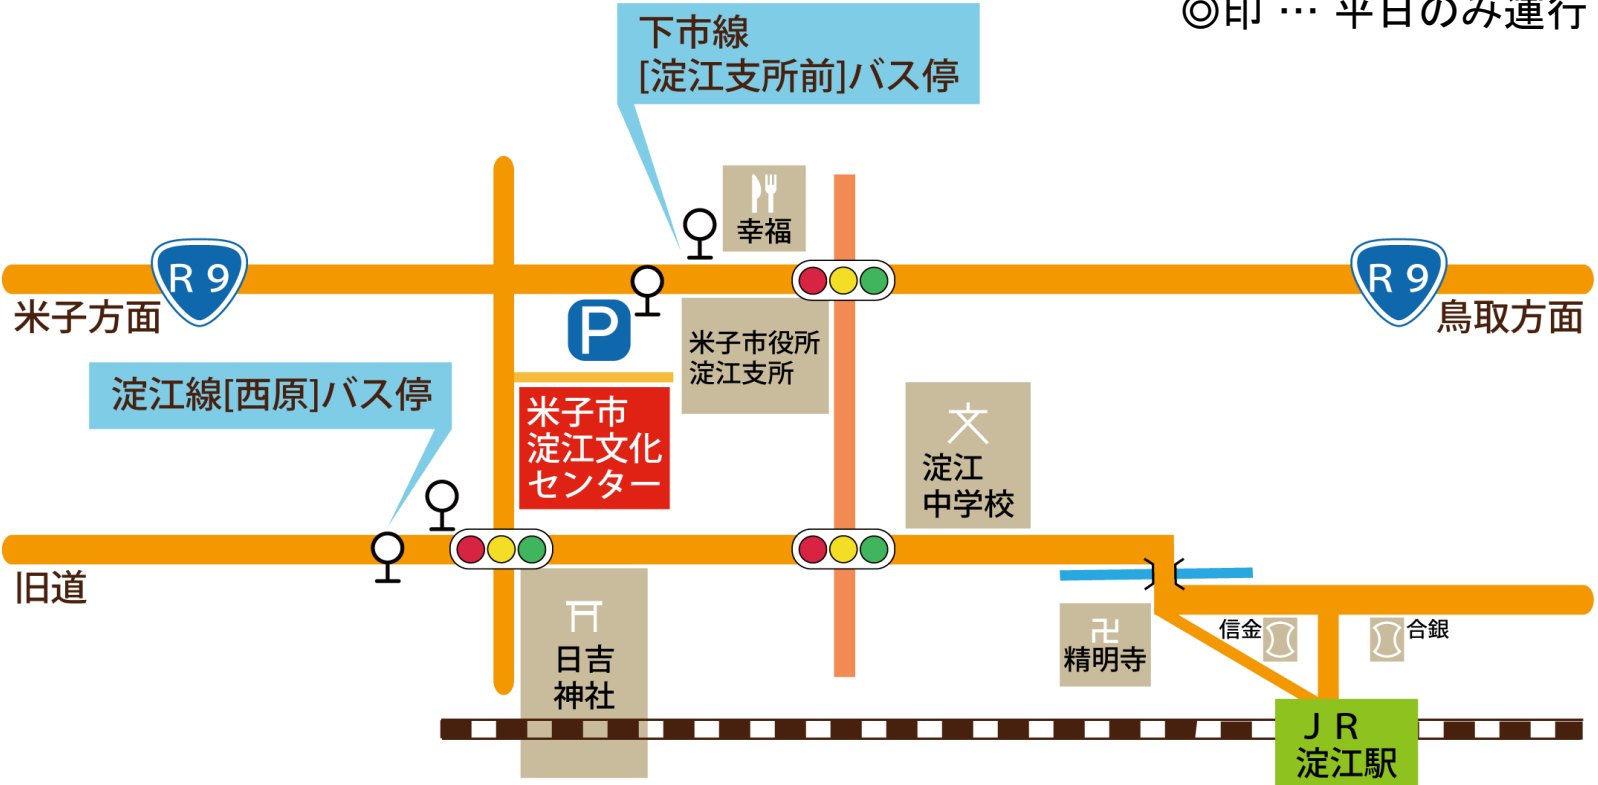 ◎印 … 平日のみ運行
下市線
[淀江支所前]バス停
幸福
R 9
R 9
米子方面
鳥取方面
P
米子市役所
淀江支所
淀江線[西原]バス停
米子市
淀江文化
センター
文
淀江
中学校
旧道
日吉
神社
卍
精明寺
信金
合銀
JR
淀江駅